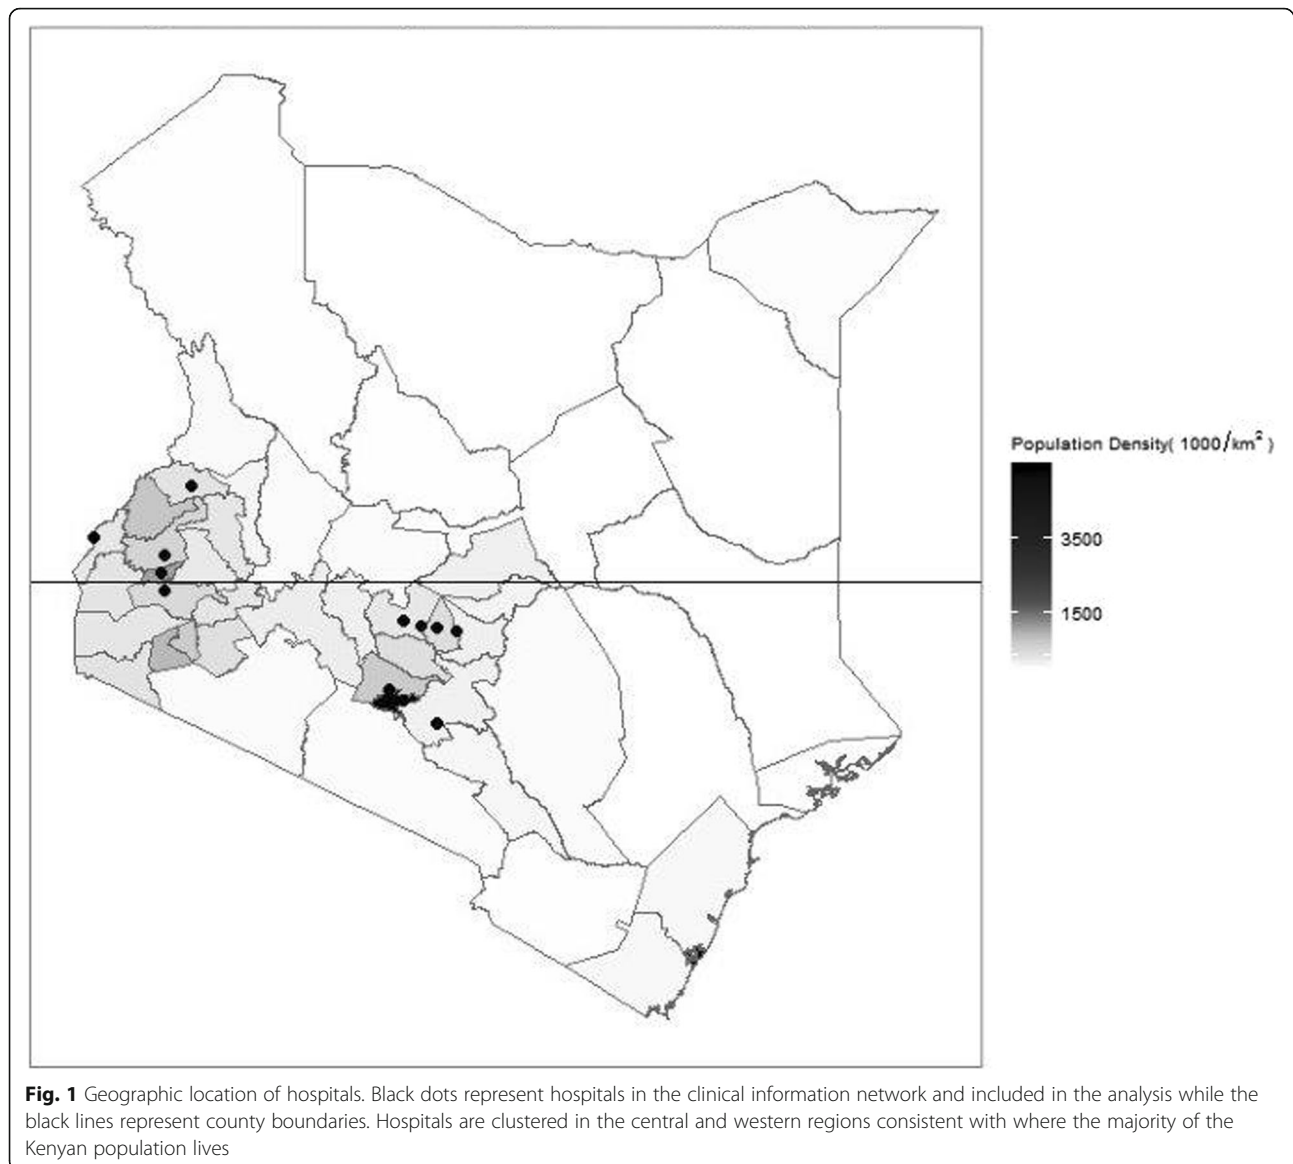 Population Density( 1000/km² )
3500
1500
Fig. 1 Geographic location of hospitals. Black dots represent hospitals in the clinical information network and included in the analysis while the
black lines represent county boundaries. Hospitals are clustered in the central and western regions consistent with where the majority of the
Kenyan population lives